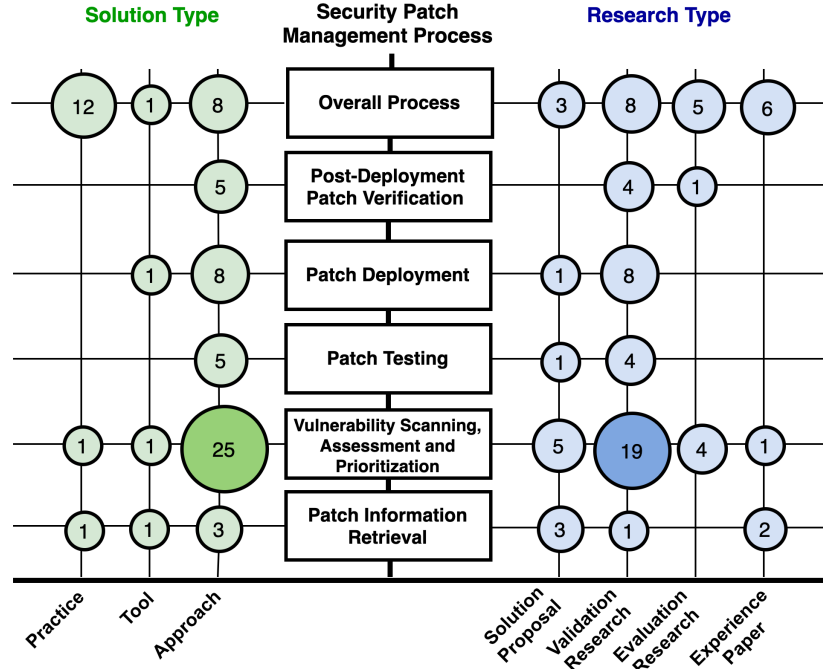 Solution Type
Security Patch
Management Process
Research Type
12
1
8
Overall Process
3
8
5
6
5
Post-Deployment
Patch Verification
4
1
1
8
Patch Deployment
1
8
5
Patch Testing
1
4
1
1
25
Vulnerability Scanning,
Assessment and
Prioritization
5
19
4
1
1
1
3
Patch Information
Retrieval
3
1
2
Practice
Tool
Approach
Solution
Proposal
Validation
Research
Evaluation
Research
Experience
Paper